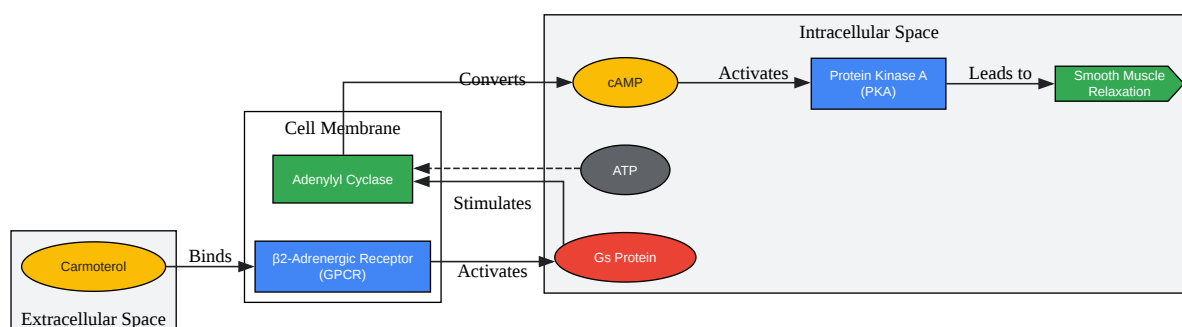 Intracellular Space
Converts
cAMP
Activates
Protein Kinase A
(PKA)
Leads to
Smooth Muscle
Relaxation
Cell Membrane
Adenylyl Cyclase
ATP
Stimulates
Carmoterol
Binds
β2-Adrenergic Receptor
(GPCR)
Activates
Gs Protein
Extracellular Space